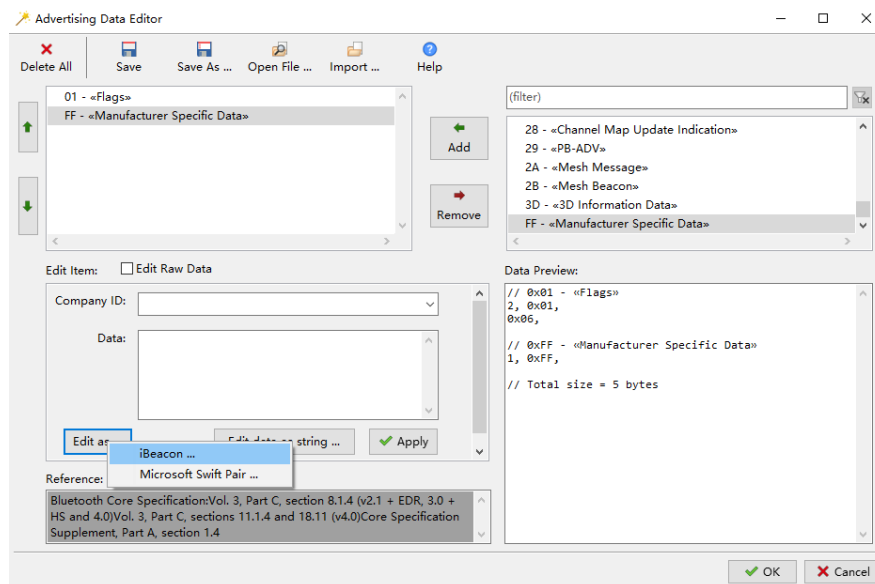 Advertising Data Editor
Delete All
Save
Save As ...
Open File ...
Import ...
Help
01 - «Flags»
FF - «Manufacturer Specific Data»
Add
Remove
(filter)
28 - «Channel Map Update Indication»
29 - «PB-ADV»
2A - «Mesh Message»
2B - «Mesh Beacon»
3D - «3D Information Data»
FF - «Manufacturer Specific Data»
Edit Item:
Edit Raw Data
Company ID:
Data:
Edit as
string ...
Apply
iBeacon ...
Microsoft Swift Pair ...
Reference:
Bluetooth Core Specification:Vol. 3, Part C, section 8.1.4 (v2.1 + EDR, 3.0 +
HS and 4.0)Vol. 3, Part C, sections 11.1.4 and 18.11 (v4.0)Core Specification
Supplement, Part A, section 1.4
Data Preview:
// 0x01 - «Flags»
2, 0x01,
0x06,
// 0xFF - «Manufacturer Specific Data»
1, 0xFF,
// Total size = 5 bytes
OK
Cancel